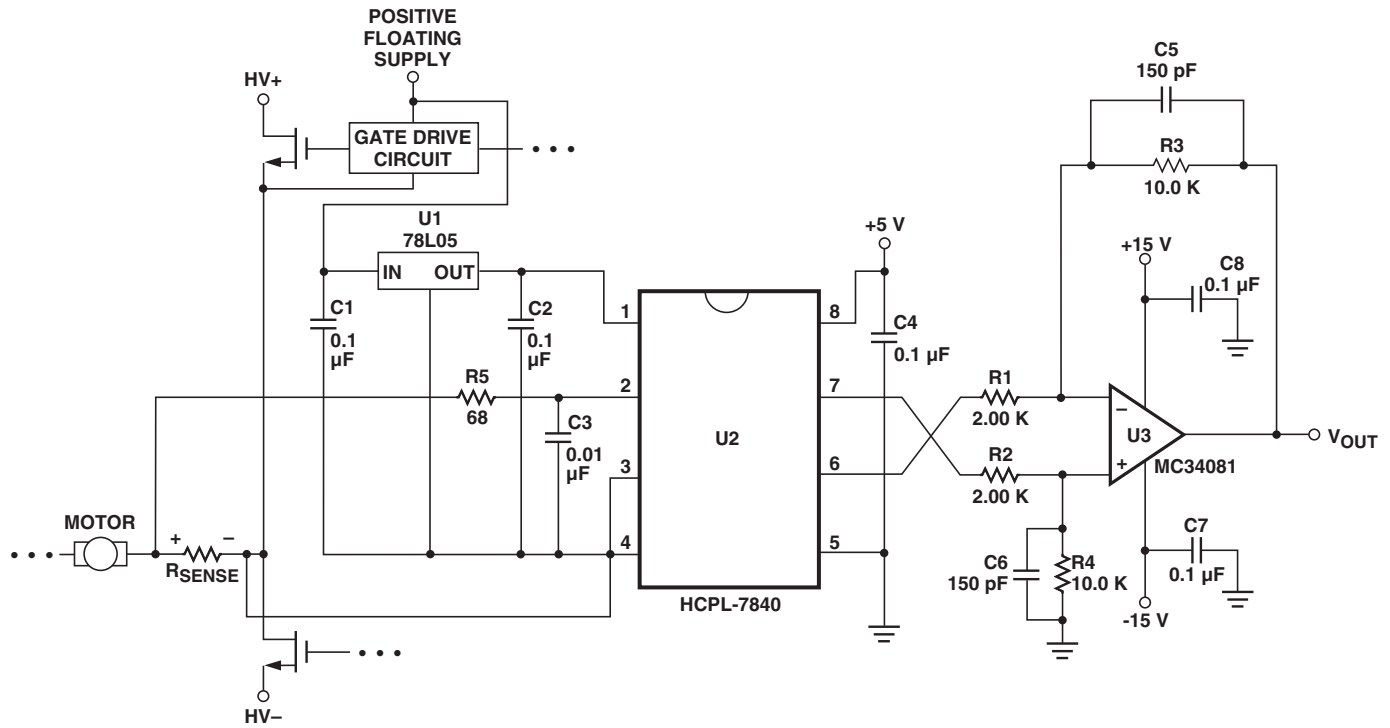 POSITIVE
FLOATING
SUPPLY
HV+
GATE DRIVE
CIRCUIT
U1
78L05
IN OUT
C1
0.1
µF
C2
0.1
µF
R5
68
C3
0.01
µF
MOTOR
+ –
RSENSE
HV–
1
2
3
4
U2
HCPL-7840
8
7
6
5
+5 V
C4
0.1 µF
R1
2.00 K
R2
2.00 K
C5
150 pF
R3
10.0 K
+15 V
C8
0.1 µF
–
U3
+
MC34081
VOUT
C6
150 pF
R4
10.0 K
C7
0.1 µF
-15 V